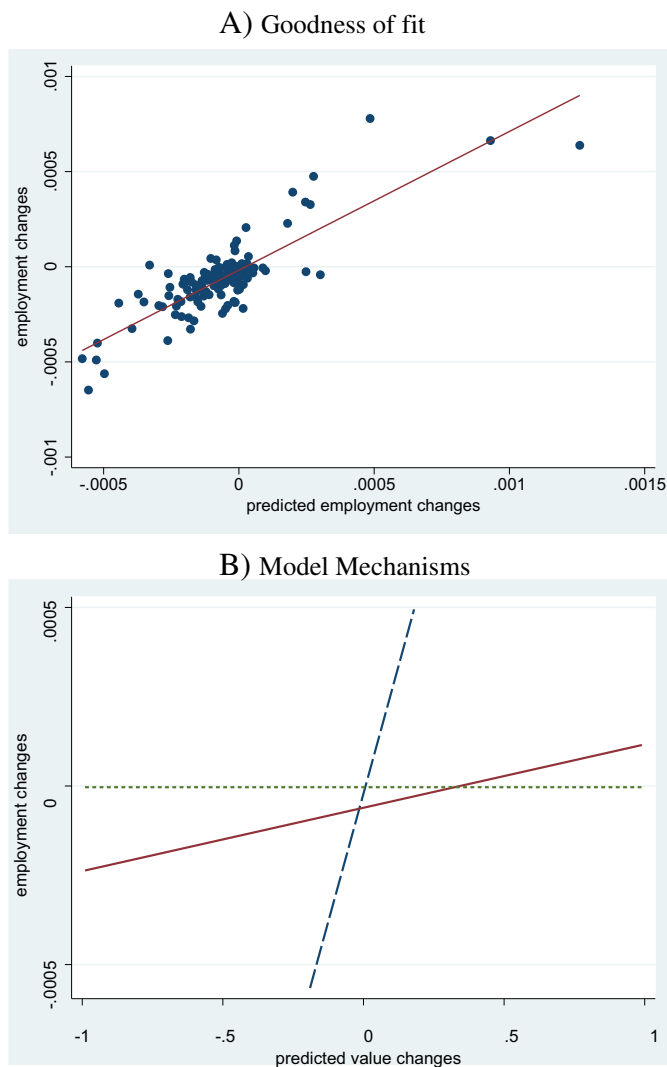 A) Goodness of fit
.001
.0005
0
-.0005
-.001
employment changes
-.0005 0 .0005 .001 .0015
predicted employment changes
B) Model Mechanisms
.0005
0
-.0005
employment changes
-1 -.5 0 .5 1
predicted value changes